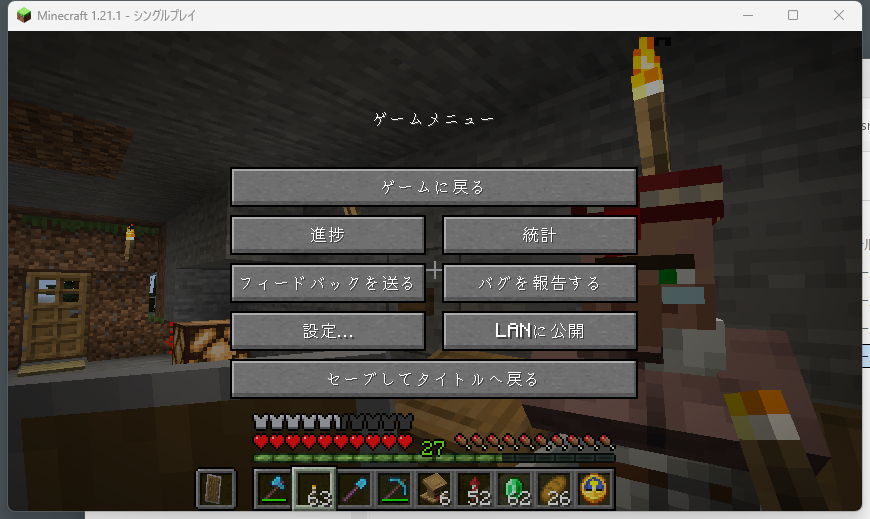 Minecraft 1.21.1 - シングルプレイ
ゲームメニュー
ゲームに戻る
進捗
統計
フィードバックを送る
バグを報告する
設定...
LANに公開
セーブしてタイトルへ戻る
27
63
6
52
62
26